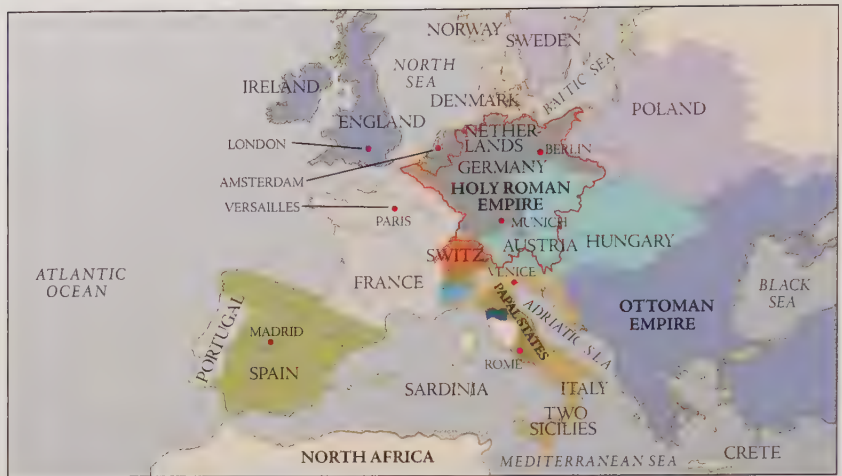 NORWAY
SWEDEN
NORTH
SEA
BALTIC SEA
IRELAND
DENMARK
POLAND
ENGLAND
NETHER-
LANDS
LONDON
BERLIN
GERMANY
AMSTERDAM
HOLY ROMAN
EMPIRE
VERSAILLES
PARIS
MUNICH
AUSTRIA
HUNGARY
SWITZ.
ATLANTIC
OCEAN
FRANCE
VENICE
BLACK
SEA
PAPAL STATES
ADRIATIC SEA
OTTOMAN
EMPIRE
PORTUGAL
MADRID
SPAIN
ROME
SARDINIA
ITALY
TWO
SICILIES
NORTH AFRICA
MEDITERRANEAN SEA
CRETE